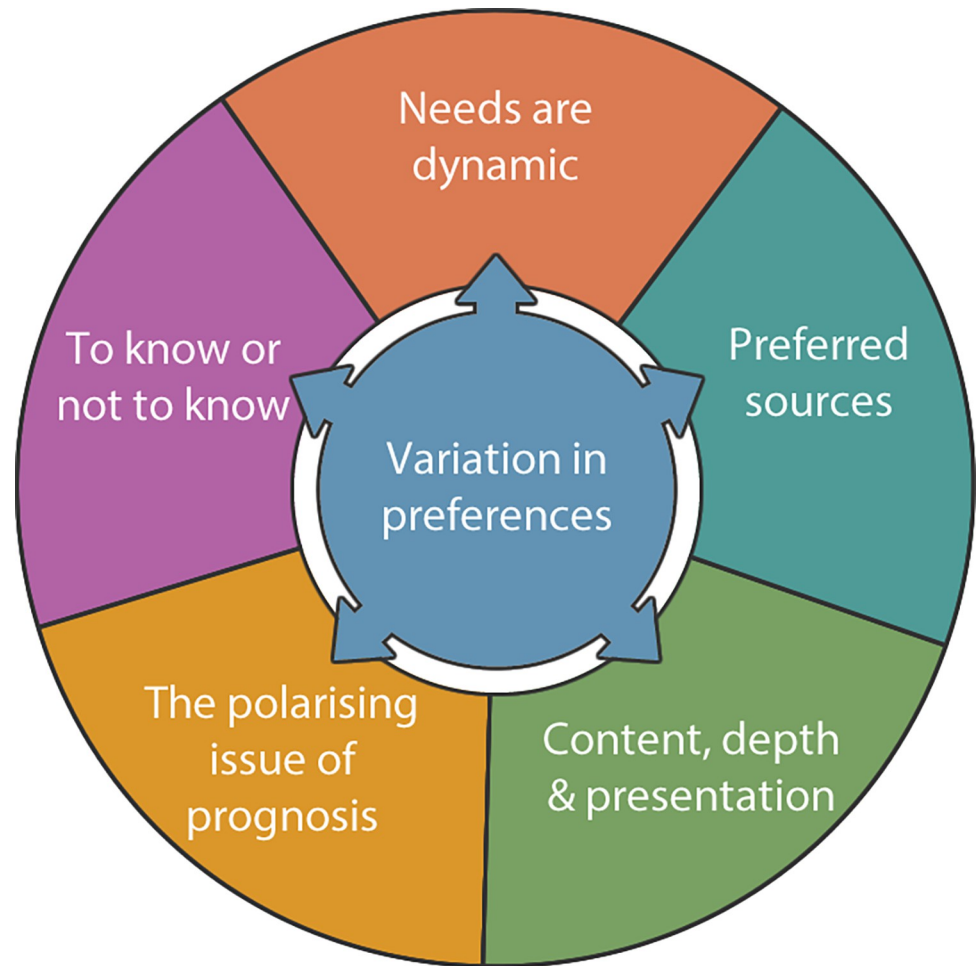 Needs are
dynamic
Preferred
sources
Content, depth
& presentation
The polarising
issue of
prognosis
To know or
not to know
Variation in
preferences